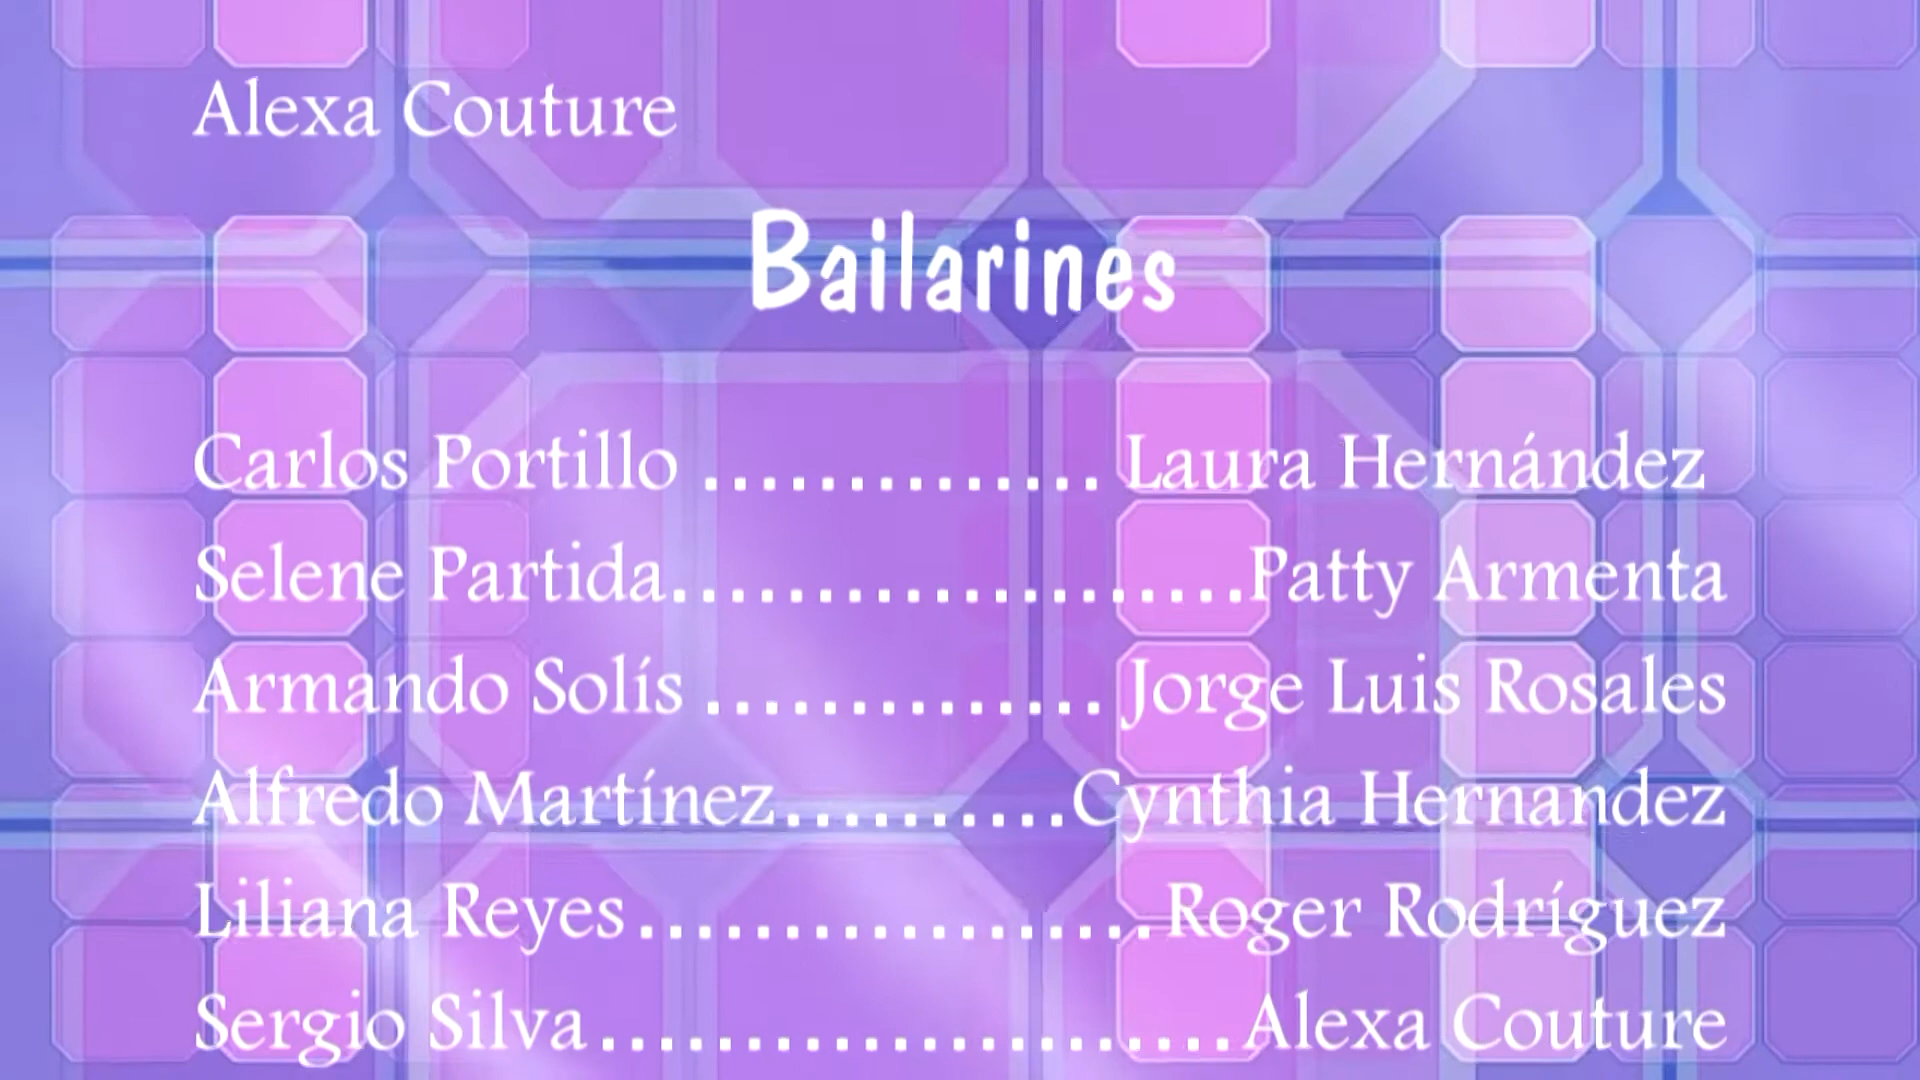 Alexa Couture
Bailarines
Carlos Portillo .............. Laura Hernández
Selene Partida....................Patty Armenta
Armando Solís .............. Jorge Luis Rosales
Alfredo Martínez..........Cynthia Hernandez
Liliana Reyes..................Roger Rodríguez
Sergio Silva......................Alexa Couture